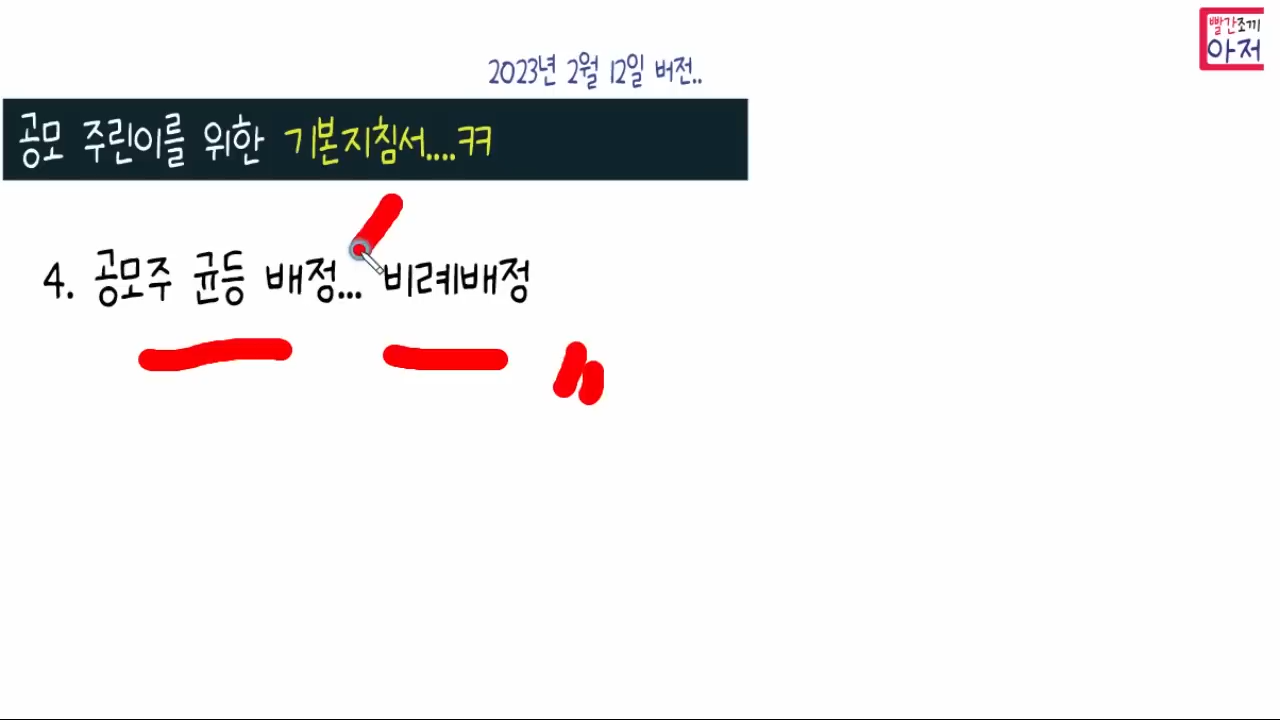 빨간조끼
아저
2023년 2월 12일 버전..
공모 주린이를 위한 기본지침서....ㅋㅋ
4. 공모주 균등 배정... 비례배정